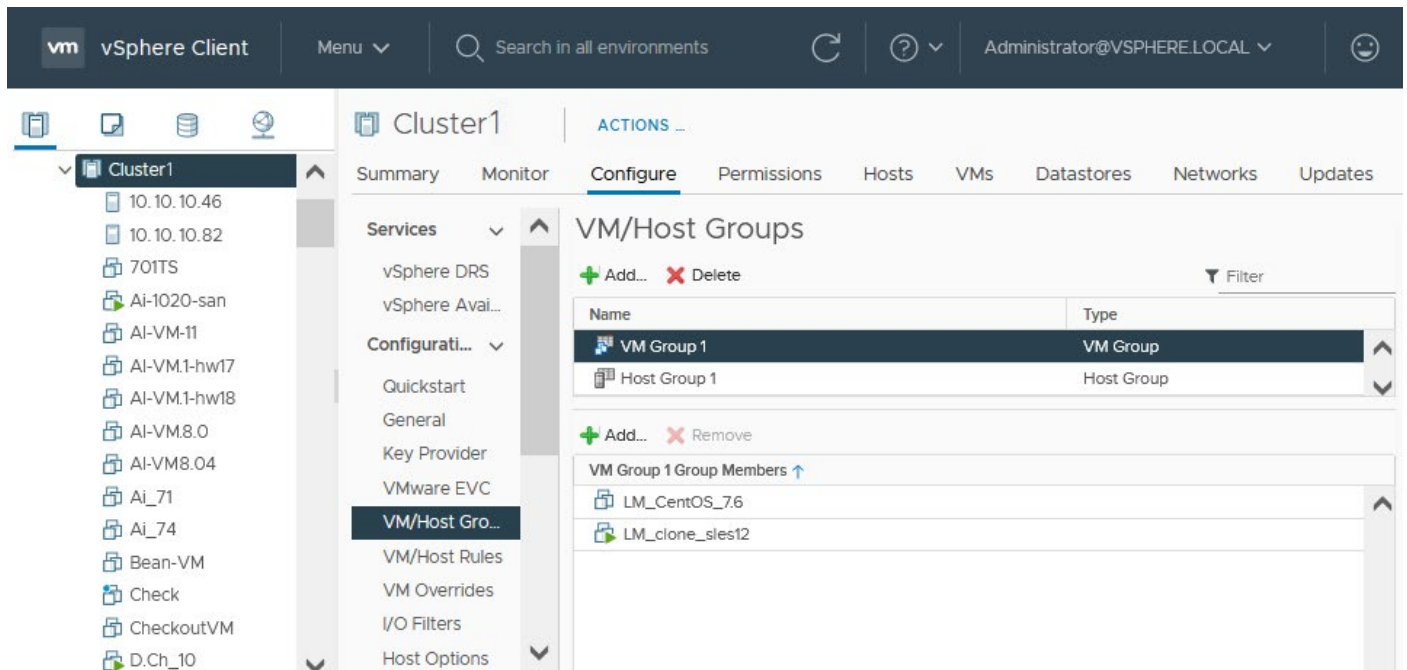 vm vSphere Client Menu Search in all environments Administrator@VSPHERE.LOCAL
Cluster1
10.10.10.46
10.10.10.82
701TS
Ai-1020-san
AI-VM-11
AI-VM.1-hw17
AI-VM.1-hw18
AI-VM.8.0
AI-VM8.04
Ai_71
Ai_74
Bean-VM
Check
CheckoutVM
D.Ch_10
Cluster1 ACTIONS ...
Summary Monitor Configure Permissions Hosts VMs Datastores Networks Updates
Services
vSphere DRS
vSphere Avai...
Configurati...
Quickstart
General
Key Provider
VMware EVC
VM/Host Gro...
VM/Host Rules
VM Overrides
I/O Filters
Host Options
VM/Host Groups
Add... Delete Filter
Name Type
VM Group 1 VM Group
Host Group 1 Host Group
Add... Remove
VM Group 1 Group Members ↑
LM_CentOS_7.6
LM_clone_sles12